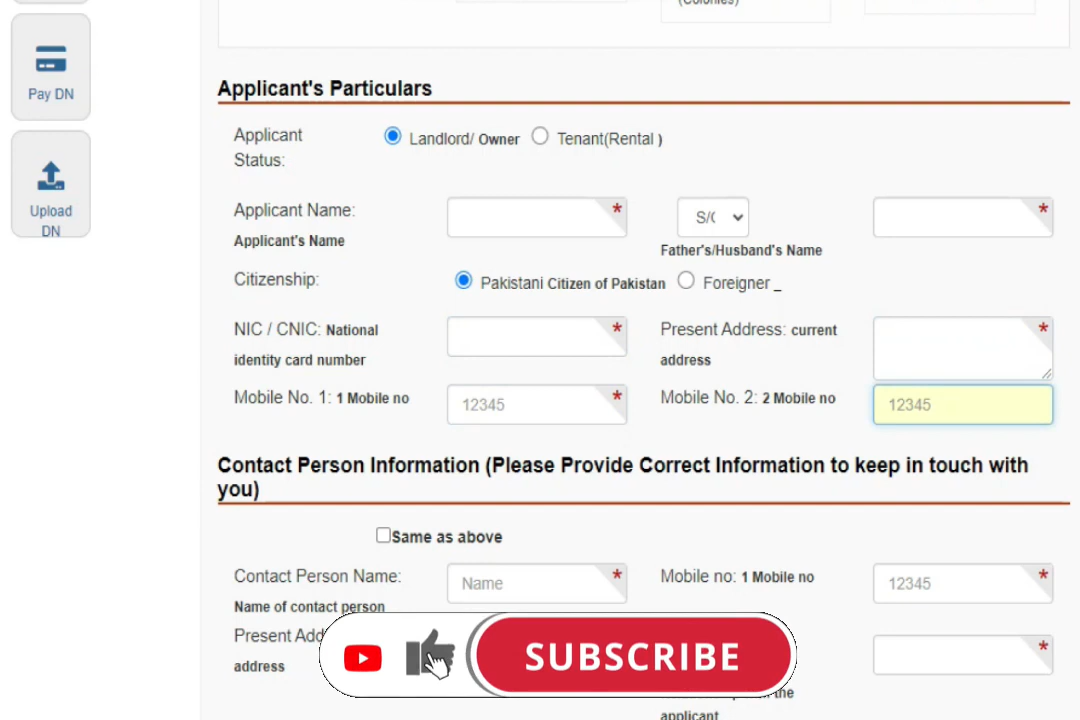 (Colonies)
Pay DN
Upload
DN
Applicant's Particulars
Applicant
Status:
Landlord/ Owner
Tenant(Rental )
Applicant Name:
Applicant's Name
*
S/
Father's/Husband's Name
*
Citizenship:
Pakistani Citizen of Pakistan
Foreigner _
NIC / CNIC: National
identity card number
*
Present Address: current
address
*
Mobile No. 1: 1 Mobile no
12345 *
Mobile No. 2: 2 Mobile no
12345
Contact Person Information (Please Provide Correct Information to keep in touch with
you)
Same as above
Contact Person Name:
Name of contact person
Name *
Mobile no: 1 Mobile no
12345 *
Present
address
*
SUBSCRIBE
the
applicant